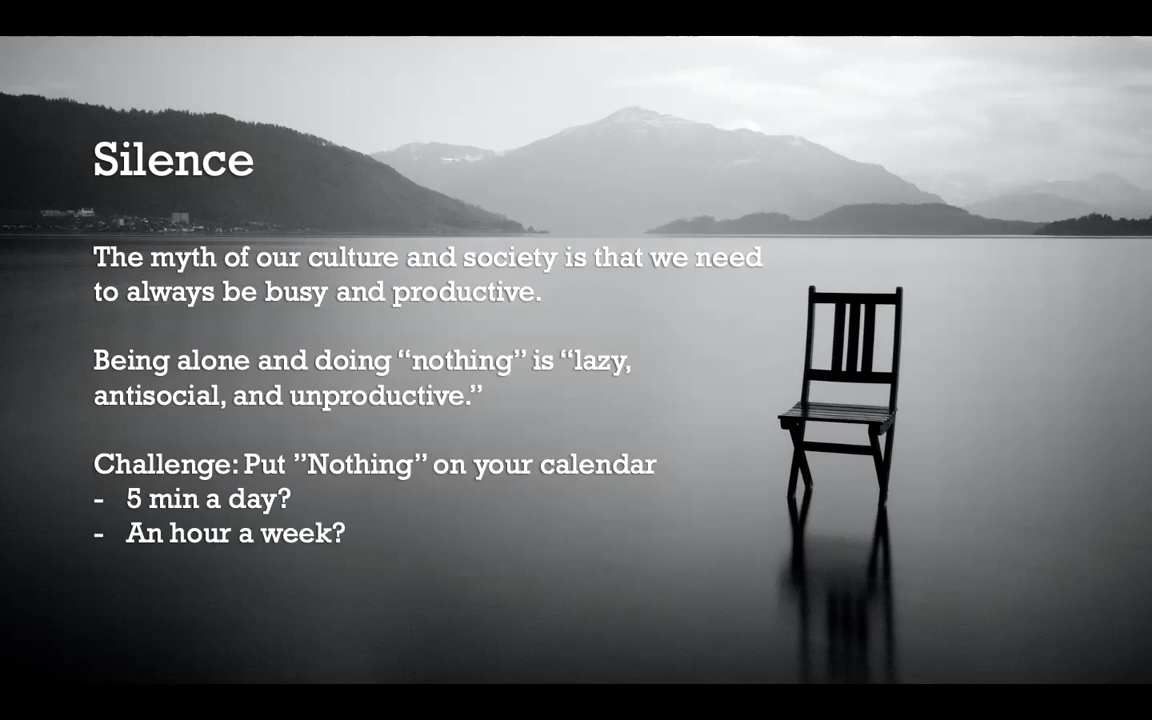 Silence
The myth of our culture and society is that we need
to always be busy and productive.
Being alone and doing “nothing” is “lazy,
antisocial, and unproductive.”
Challenge: Put ”Nothing” on your calendar
- 5 min a day?
- An hour a week?